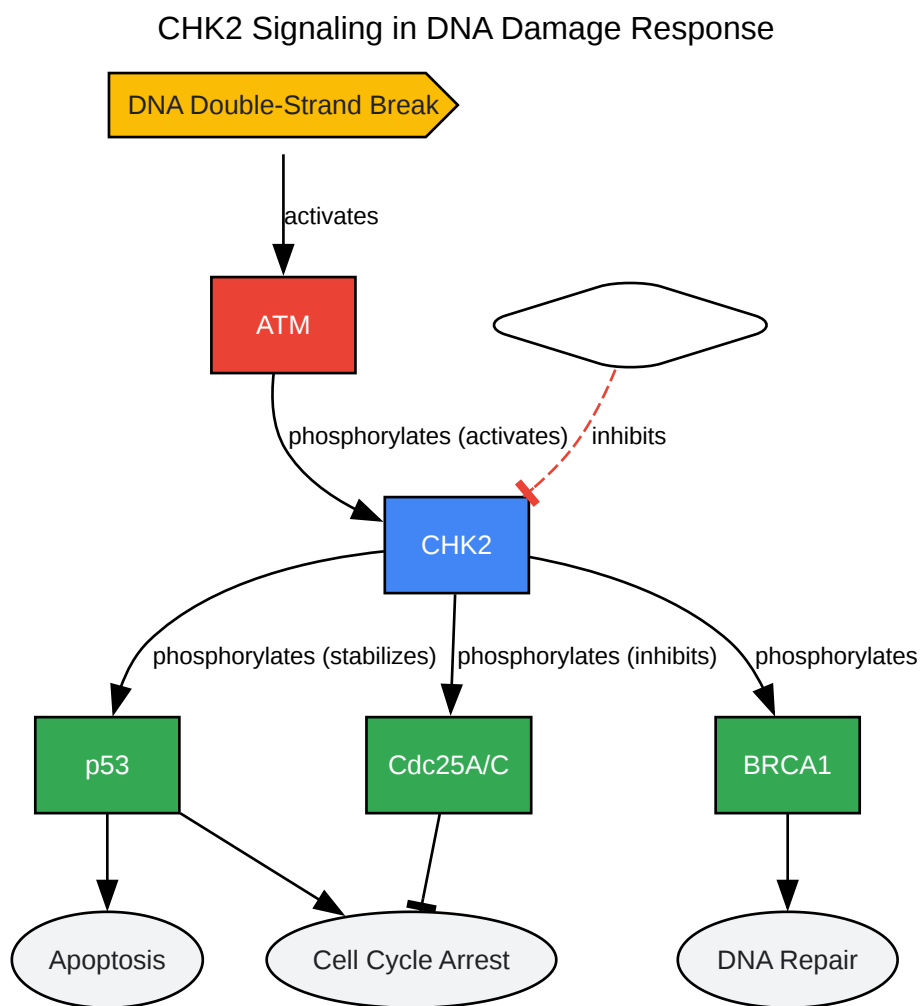 CHK2 Signaling in DNA Damage Response
DNA Double-Strand Break
activates
ATM
phosphorylates (activates)
inhibits
CHK2
phosphorylates (stabilizes)
phosphorylates (inhibits)
phosphorylates
p53
Cdc25A/C
BRCA1
Apoptosis
Cell Cycle Arrest
DNA Repair